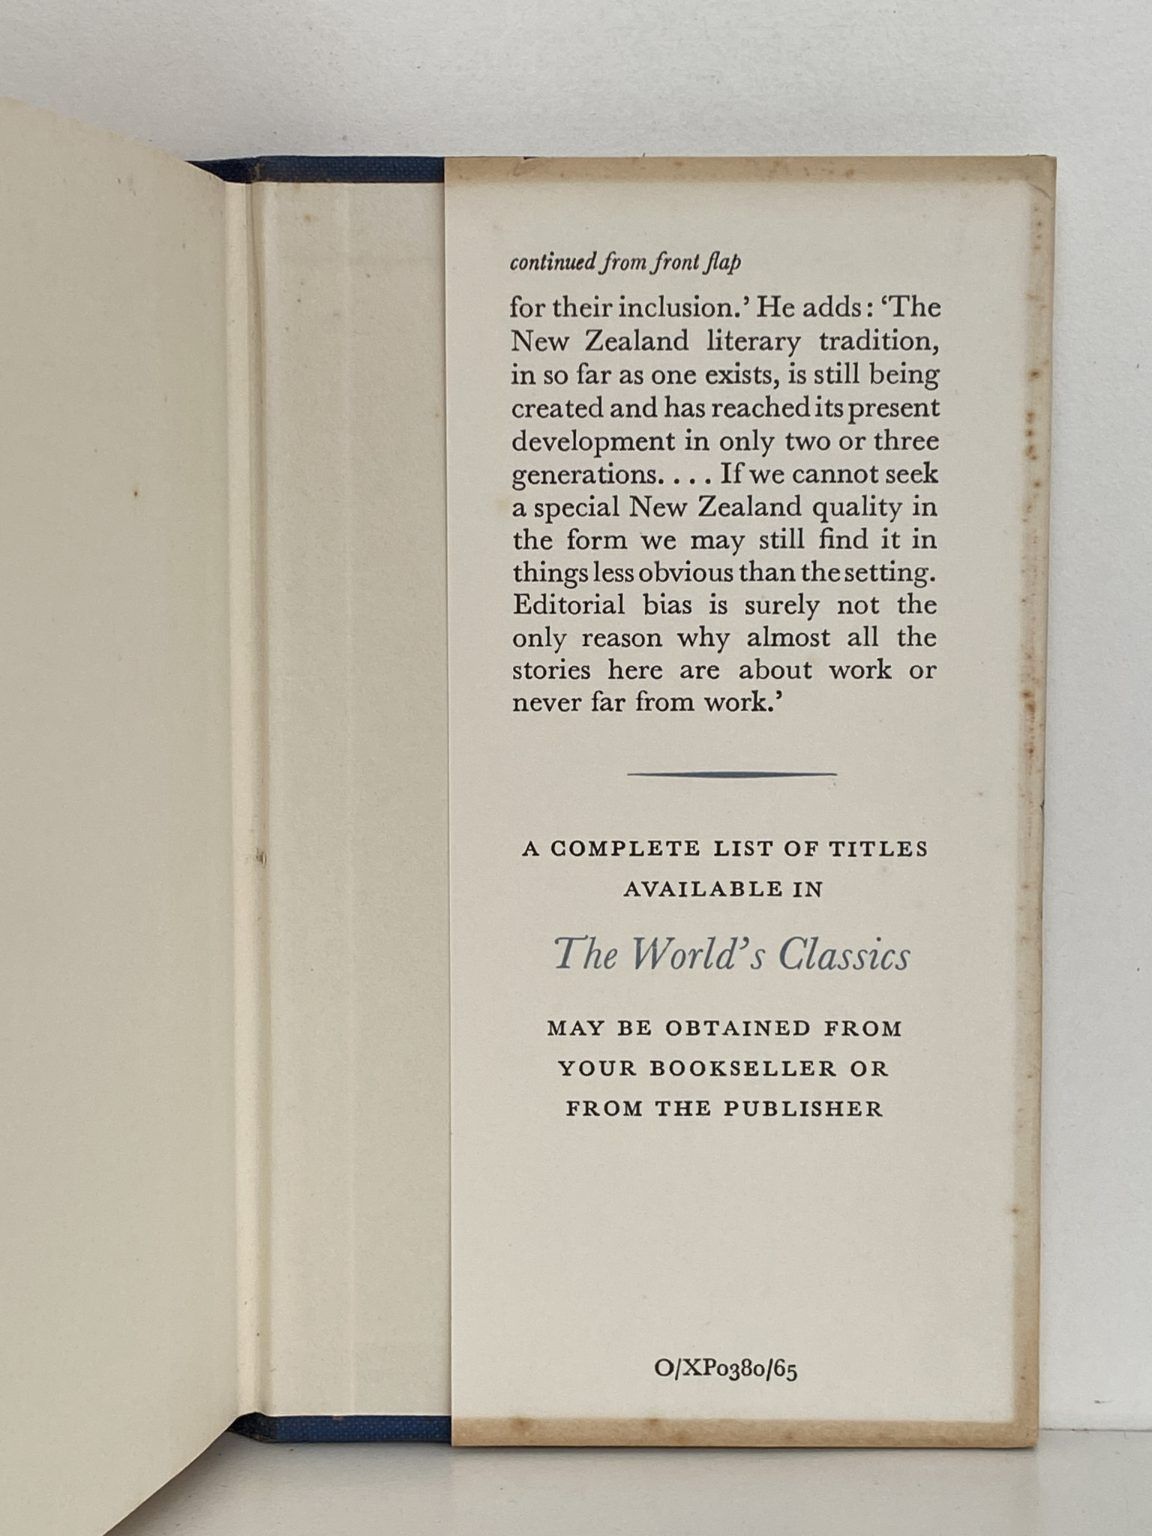 continued from front flap
for their inclusion.’ He adds: ‘The
New Zealand literary tradition,
in so far as one exists, is still being
created and has reached its present
development in only two or three
generations. . . . If we cannot seek
a special New Zealand quality in
the form we may still find it in
things less obvious than the setting.
Editorial bias is surely not the
only reason why almost all the
stories here are about work or
never far from work.’
A COMPLETE LIST OF TITLES
AVAILABLE IN
The World’s Classics
MAY BE OBTAINED FROM
YOUR BOOKSELLER OR
FROM THE PUBLISHER
O/XP0380/65